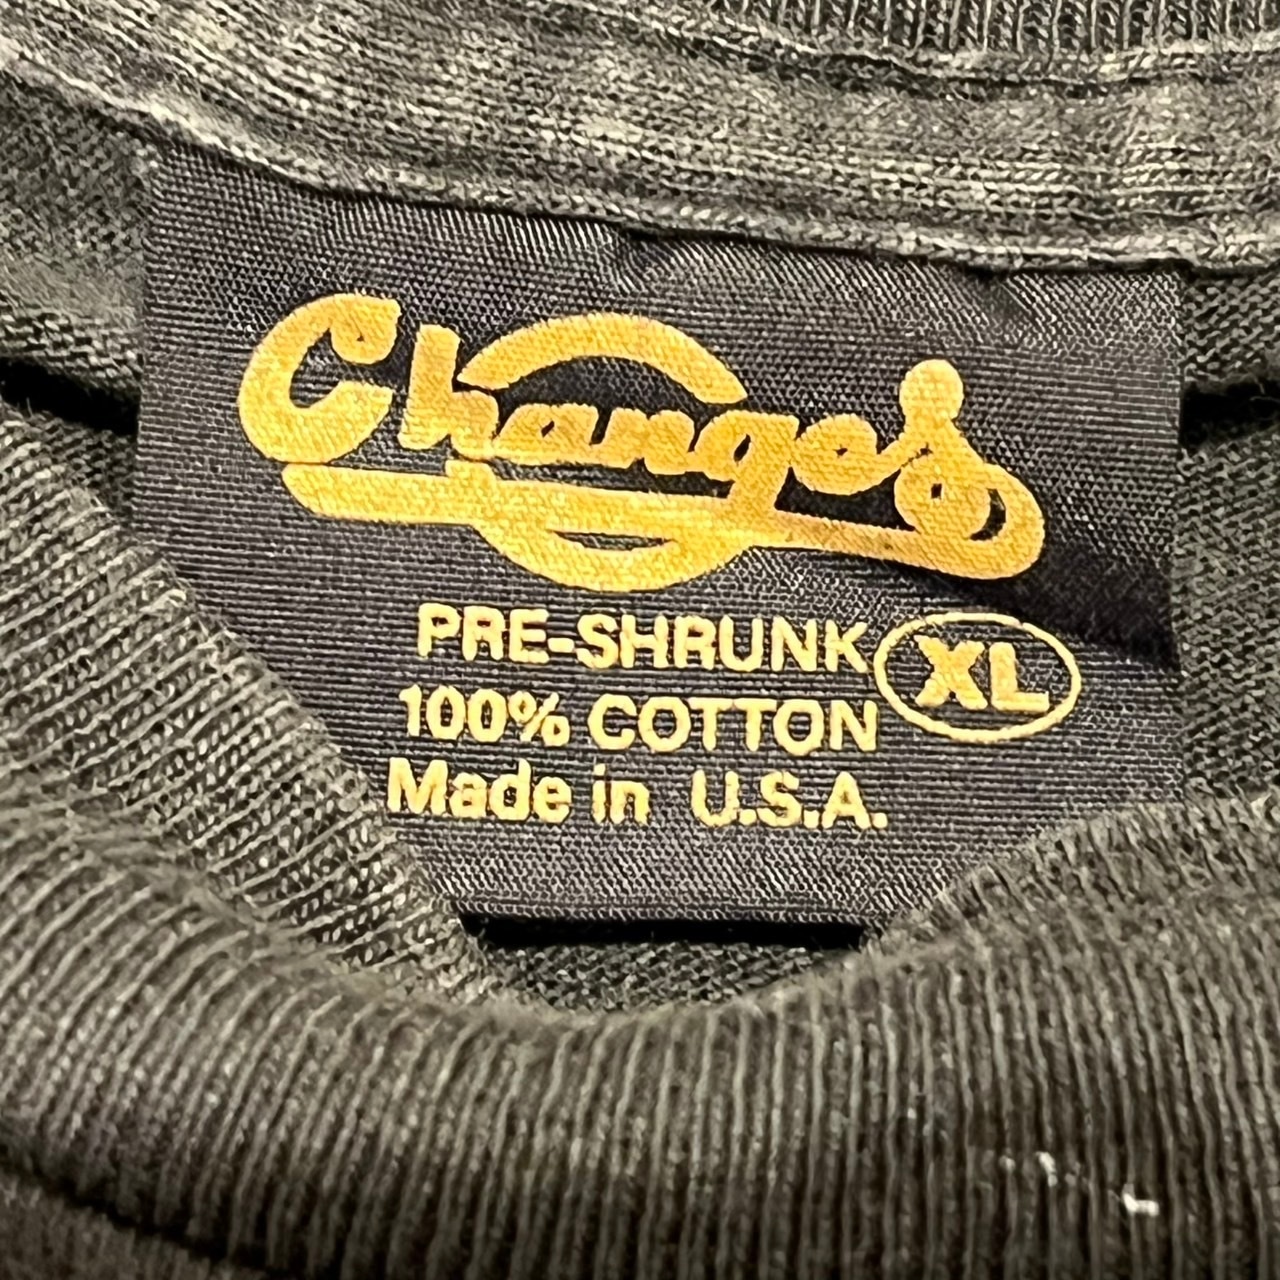 Changes
PRE-SHRUNK XL
100% COTTON
Made in U.S.A.